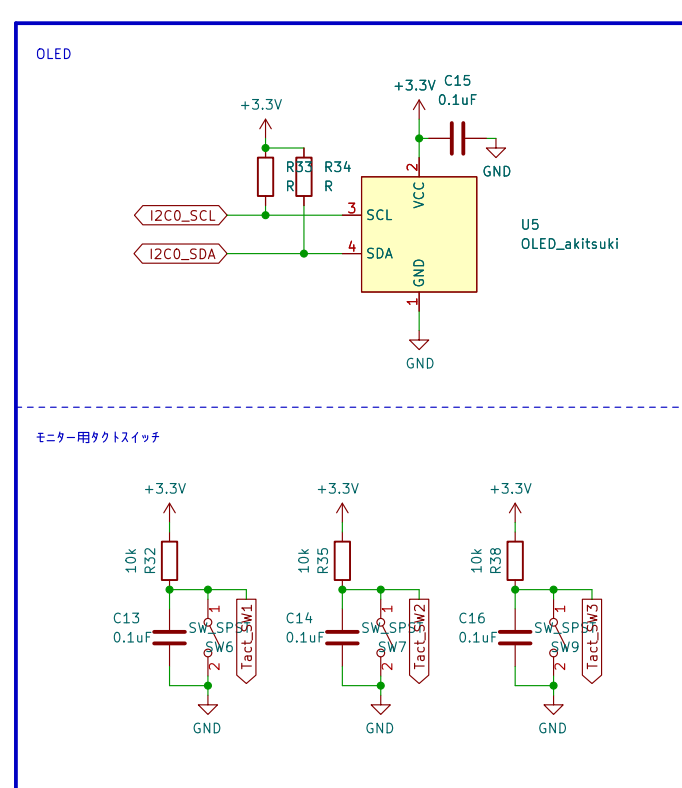 OLED
+3.3V
C15
0.1uF
+3.3V
GND
R33
R
R34
R
2
VCC
I2C0_SCL
3
SCL
I2C0_SDA
4
SDA
U5
OLED_akitsuki
GND
1
GND
モニター用タクトスイッチ
+3.3V
+3.3V
+3.3V
10k
R32
10k
R35
10k
R38
C13
0.1uF
1
SW_SPST
SW6
2
Tact_SW1
C14
0.1uF
1
SW_SPST
SW7
2
Tact_SW2
C16
0.1uF
1
SW_SPST
SW9
2
Tact_SW3
GND
GND
GND